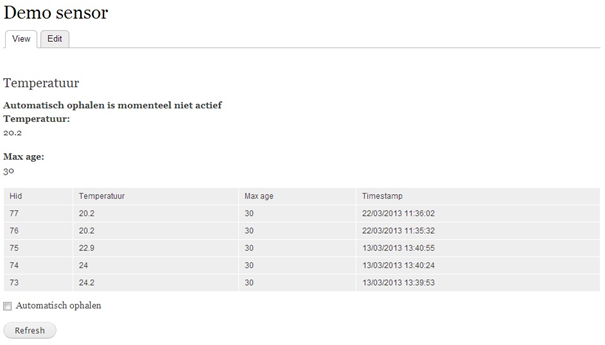 Demo sensor
View Edit
Temperatuur
Automatisch ophalen is momenteel niet actief
Temperatuur:
20.2
Max age:
30
Hid Temperatuur Max age Timestamp
77 20.2 30 22/03/2013 11:36:02
76 20.2 30 22/03/2013 11:35:32
75 22.9 30 13/03/2013 13:40:55
74 24 30 13/03/2013 13:40:24
73 24.2 30 13/03/2013 13:39:53
Automatisch ophalen
Refresh